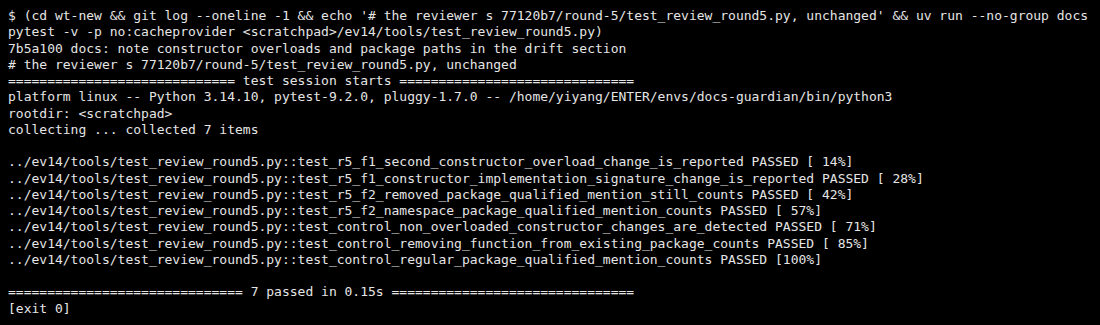 $ (cd wt-new && git log --oneline -1 && echo '# the reviewer s 77120b7/round-5/test_review_round5.py, unchanged' && uv run --no-group docs
pytest -v -p no:cacheprovider <scratchpad>/ev14/tools/test_review_round5.py)
7b5a100 docs: note constructor overloads and package paths in the drift section
# the reviewer s 77120b7/round-5/test_review_round5.py, unchanged
============================= test session starts ==============================
platform linux -- Python 3.14.10, pytest-9.2.0, pluggy-1.7.0 -- /home/yiyang/ENTER/envs/docs-guardian/bin/python3
rootdir: <scratchpad>
collecting ... collected 7 items

../ev14/tools/test_review_round5.py::test_r5_f1_second_constructor_overload_change_is_reported PASSED [ 14%]
../ev14/tools/test_review_round5.py::test_r5_f1_constructor_implementation_signature_change_is_reported PASSED [ 28%]
../ev14/tools/test_review_round5.py::test_r5_f2_removed_package_qualified_mention_still_counts PASSED [ 42%]
../ev14/tools/test_review_round5.py::test_r5_f2_namespace_package_qualified_mention_counts PASSED [ 57%]
../ev14/tools/test_review_round5.py::test_control_non_overloaded_constructor_changes_are_detected PASSED [ 71%]
../ev14/tools/test_review_round5.py::test_control_removing_function_from_existing_package_counts PASSED [ 85%]
../ev14/tools/test_review_round5.py::test_control_regular_package_qualified_mention_counts PASSED [100%]

============================== 7 passed in 0.15s ===============================
[exit 0]